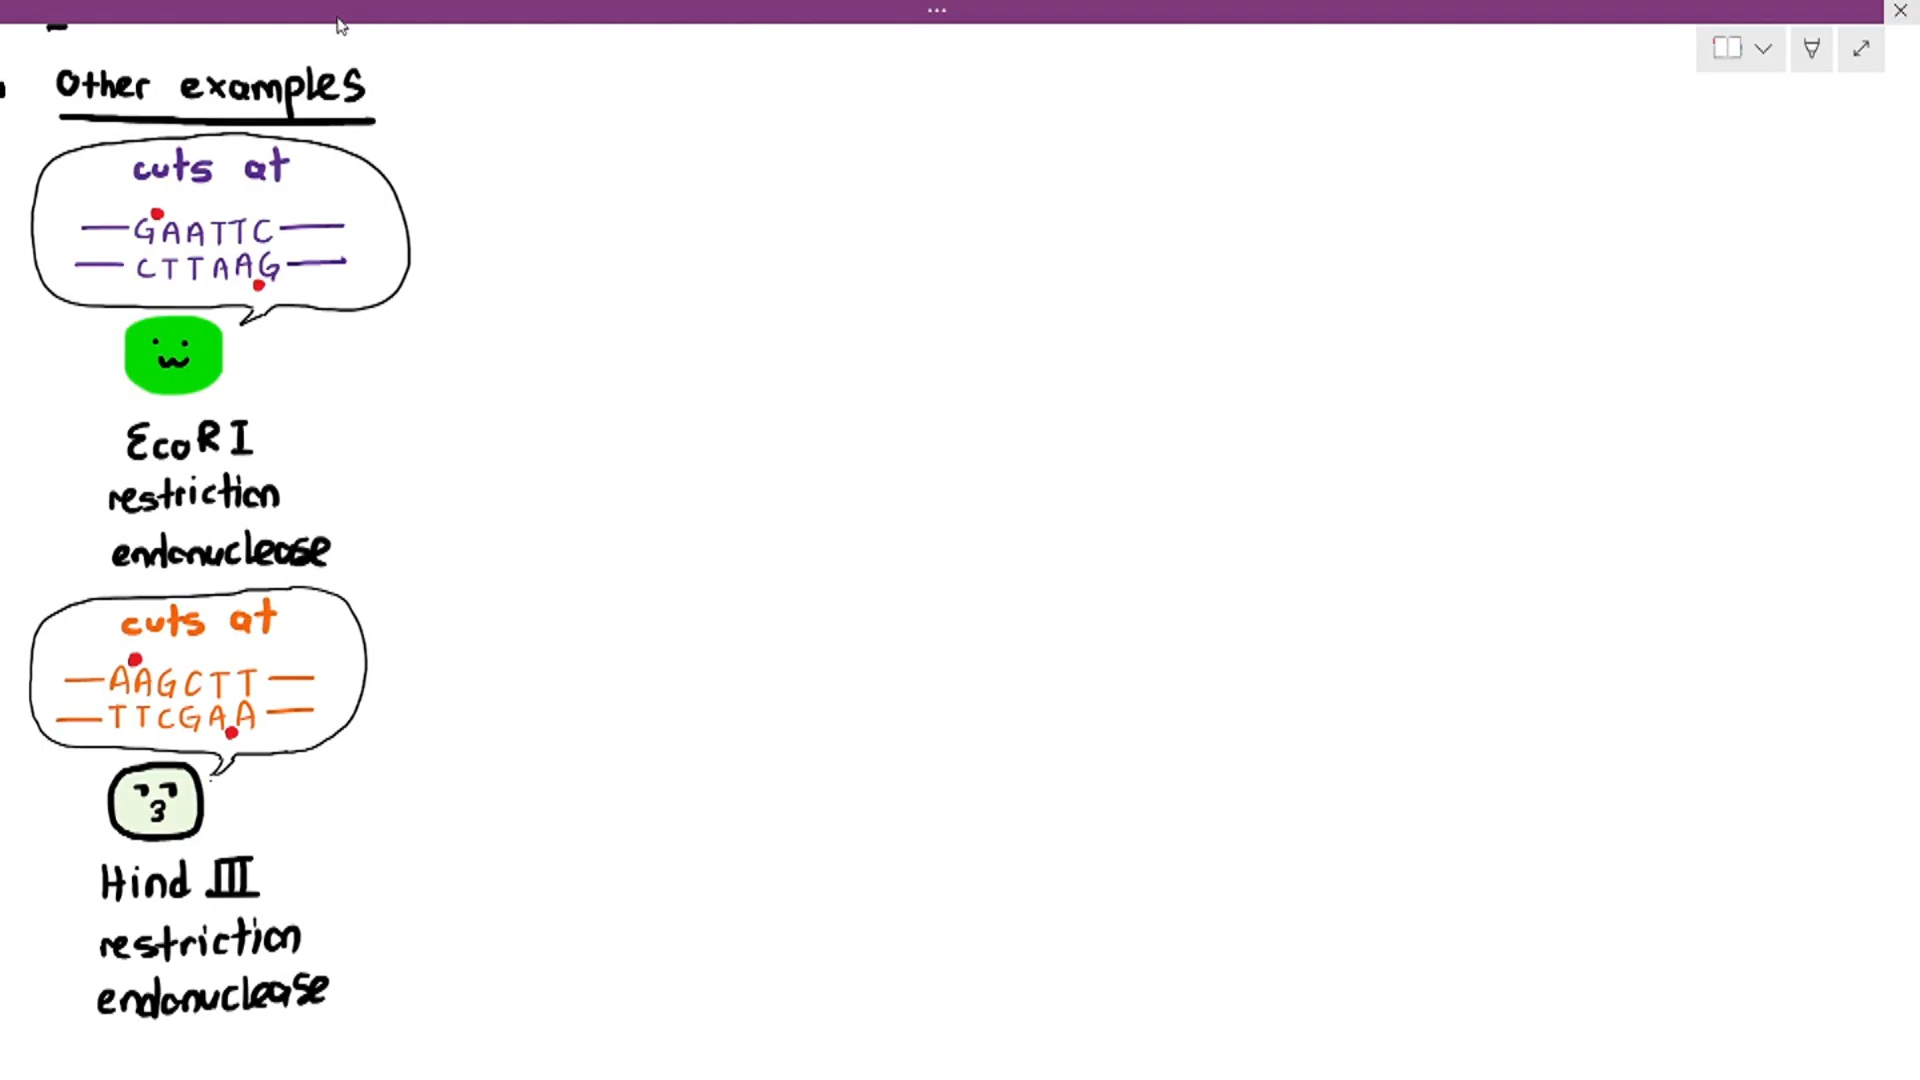 Other examples
cuts at
GAATTC
CTTAAG
EcoRI
restriction
endonuclease
cuts at
AAGCTT
TTCGAA
Hind III
restriction
endonuclease